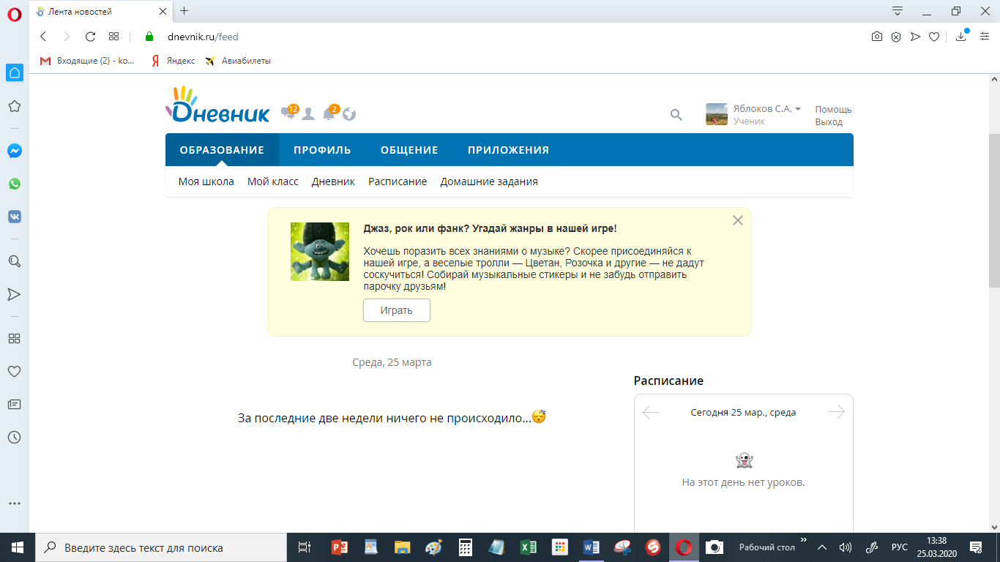 Лента новостей
dnevnik.ru/feed
Входящие (2) - ko...
Яндекс
Авиабилеты
Дневник
12
2
Яблоков С.А.
Ученик
Помощь
Выход
ОБРАЗОВАНИЕ ПРОФИЛЬ ОБЩЕНИЕ ПРИЛОЖЕНИЯ
Моя школа Мой класс Дневник Расписание Домашние задания
Джаз, рок или фанк? Угадай жанры в нашей игре!
Хочешь поразить всех знаниями о музыке? Скорее присоединяйся к
нашей игре, а веселые тролли — Цветан, Розочка и другие — не дадут
соскучиться! Собирай музыкальные стикеры и не забудь отправить
парочку друзьям!
Играть
Среда, 25 марта
За последние две недели ничего не происходило...😴
Расписание
Сегодня 25 мар., среда
На этот день нет уроков.
Введите здесь текст для поиска
Рабочий стол
РУС
13:38
25.03.2020